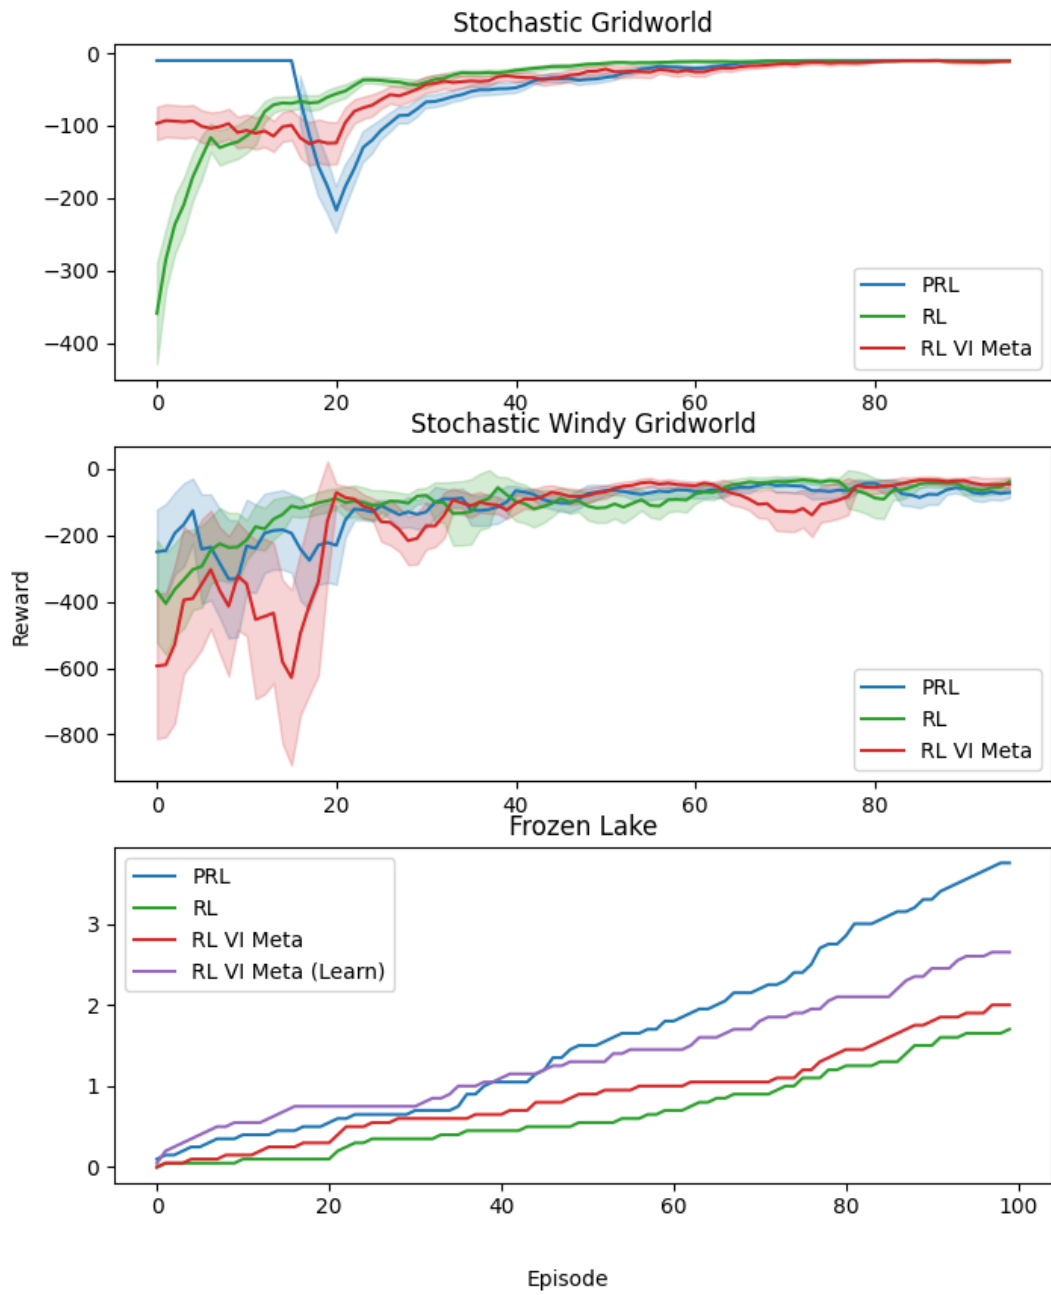 Stochastic Gridworld
0
−100
−200
−300
−400
PRL
RL
RL VI Meta
0 20 40 60 80
Stochastic Windy Gridworld
0
−200
−400
−600
−800
Reward
PRL
RL
RL VI Meta
0 20 40 60 80
Frozen Lake
PRL
RL
RL VI Meta
RL VI Meta (Learn)
3
2
1
0
0 20 40 60 80 100
Episode